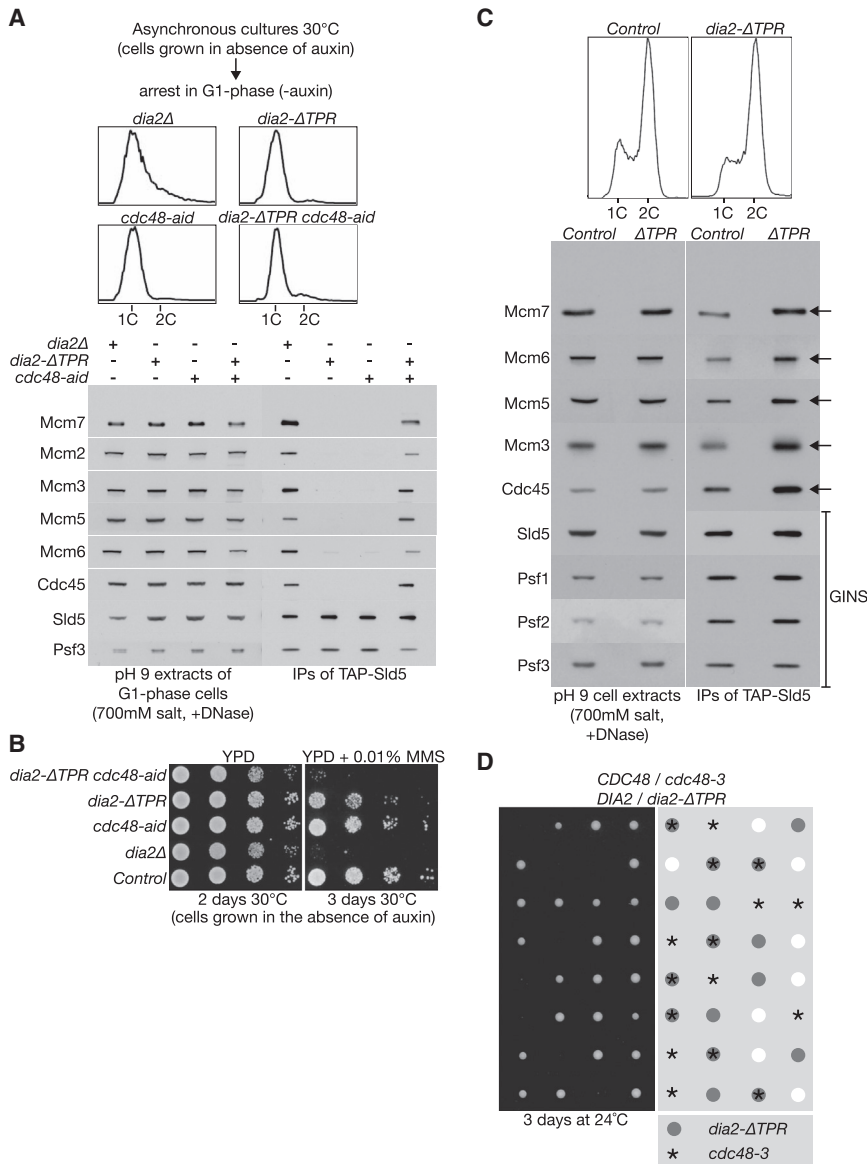 A
Asynchronous cultures 30°C
(cells grown in absence of auxin)
arrest in G1-phase (-auxin)
dia2Δ
dia2-ΔTPR
cdc48-aid
dia2-ΔTPR cdc48-aid
1C 2C 1C 2C
dia2Δ + - - - + - - -
dia2-ΔTPR - + - + - + - +
cdc48-aid - - + + - - + +
Mcm7
Mcm2
Mcm3
Mcm5
Mcm6
Cdc45
Sld5
Psf3
pH 9 extracts of
G1-phase cells
(700mM salt, +DNase)
IPs of TAP-Sld5
B
YPD YPD + 0.01% MMS
dia2-ΔTPR cdc48-aid
dia2-ΔTPR
cdc48-aid
dia2Δ
Control
2 days 30°C 3 days 30°C
(cells grown in the absence of auxin)
C
Control dia2-ΔTPR
1C 2C 1C 2C
Control ΔTPR Control ΔTPR
Mcm7
Mcm6
Mcm5
Mcm3
Cdc45
Sld5
Psf1
Psf2
Psf3
GINS
pH 9 cell extracts
(700mM salt,
+DNase)
IPs of TAP-Sld5
D
CDC48 / cdc48-3
DIA2 / dia2-ΔTPR
3 days at 24°C
dia2-ΔTPR
* cdc48-3